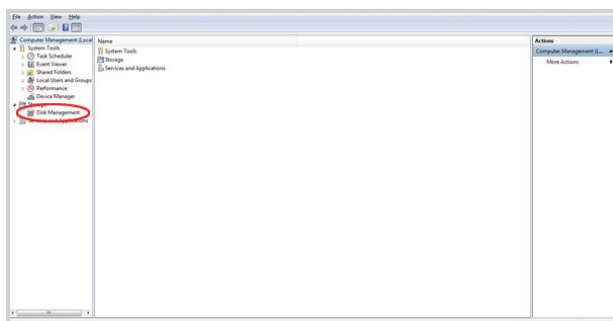 File Action View Help
Computer Management (Local
System Tools
Task Scheduler
Event Viewer
Shared Folders
Local Users and Groups
Performance
Device Manager
Storage
Disk Management
Services and Applications
Name
System Tools
Storage
Services and Applications
Actions
Computer Management (L...
More Actions